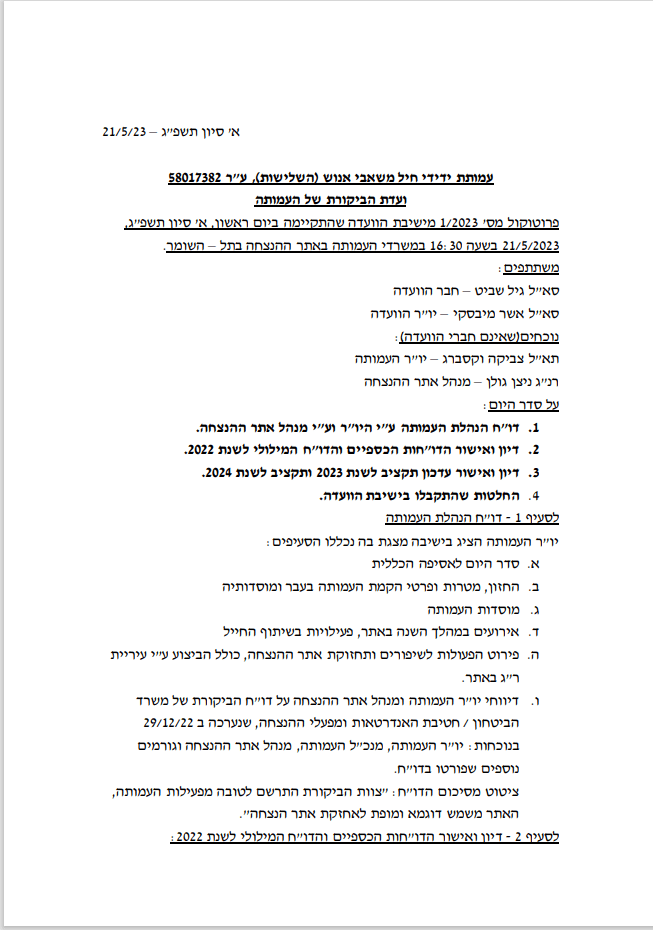 א' סיון תשפ"ג – 21/5/23
עמותת ידידי חיל משאבי אנוש (השלישות), ע"ר 58017382
ועדת הביקורת של העמותה
פרוטוקול מס' 1/2023 מישיבת הוועדה שהתקיימה ביום ראשון, א' סיון תשפ"ג,
21/5/2023 בשעה 16:30 במשרדי העמותה באתר ההנצחה בתל – השומר.
משתתפים:
סא"ל גיל שביט – חבר הוועדה
סא"ל אשר מיבסקי – יו"ר הוועדה
נוכחים(שאינם חברי הוועדה):
תא"ל צביקה וקסברג – יו"ר העמותה
רנ"ג ניצן גולן – מנהל אתר ההנצחה
על סדר היום:
1. דו"ח הנהלת העמותה ע"י היו"ר וע"י מנהל אתר ההנצחה.
2. דיון ואישור הדו"חות הכספיים והדו"ח המילולי לשנת 2022.
3. דיון ואישור עדכון תקציב לשנת 2023 ותקציב לשנת 2024.
4. החלטות שהתקבלו בישיבת הוועדה.
לסעיף 1 - דו"ח הנהלת העמותה
יו"ר העמותה הציג בישיבה מצגת בה נכללו הסעיפים:
א. סדר היום לאסיפה הכללית
ב. החזון, מטרות ופרטי הקמת העמותה בעבר ומוסדותיה
ג. מוסדות העמותה
ד. אירועים במהלך השנה באתר, פעילויות בשיתוף החייל
ה. פירוט הפעולות לשיפורים ותחזוקת אתר ההנצחה, כולל הביצוע ע"י עיריית
ר"ג באתר.
ו. דיווחי יו"ר העמותה ומנהל אתר ההנצחה על דו"ח הביקורת של משרד
הביטחון / חטיבת האנדרטאות ומפעלי ההנצחה, שנערכה ב 29/12/22
בנוכחות: יו"ר העמותה, מנכ"ל העמותה, מנהל אתר ההנצחה וגורמים
נוספים שפורטו בדו"ח.
ציטוט מסיכום הדו"ח: "צוות הביקורת התרשם לטובה מפעילות העמותה,
האתר משמש דוגמא ומופת לאחזקת אתר הנצחה".
לסעיף 2 - דיון ואישור הדו"חות הכספיים והדו"ח המילולי לשנת 2022: